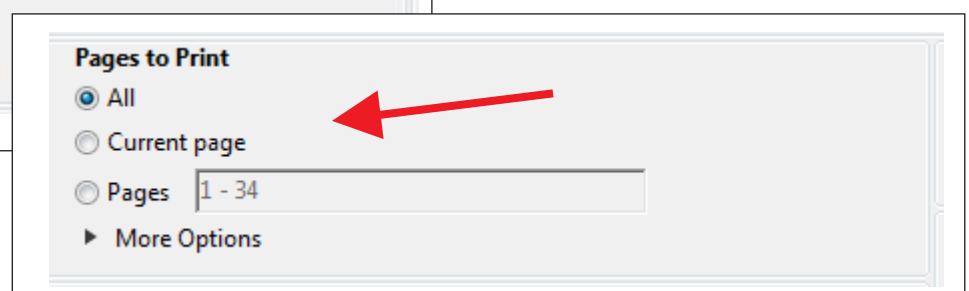 Pages to Print
All
Current page
Pages 1 - 34
More Options